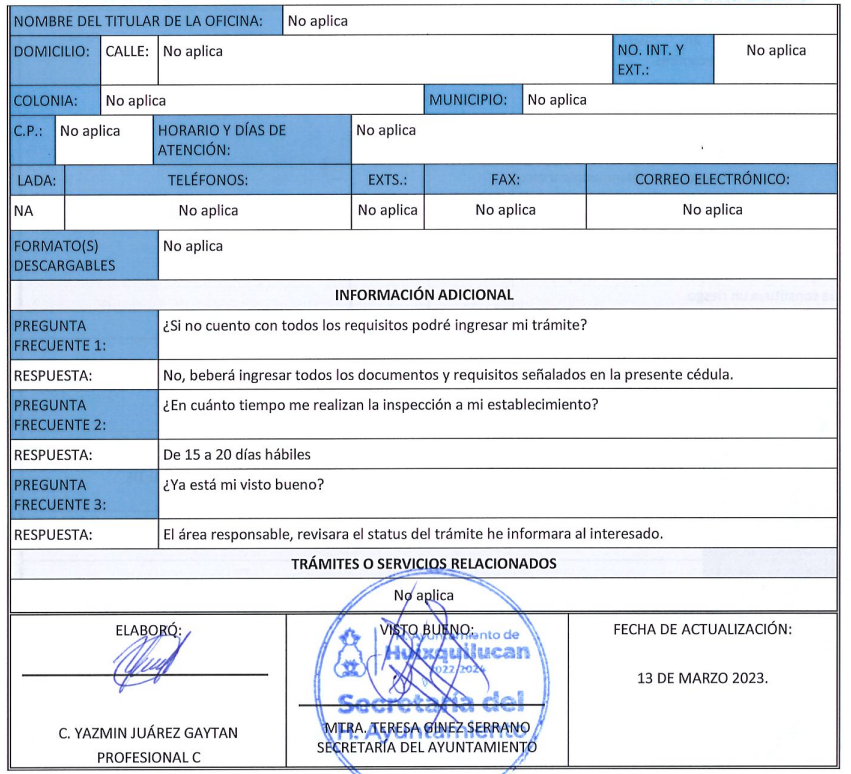 NOMBRE DEL TITULAR DE LA OFICINA: No aplica
DOMICILIO: CALLE: No aplica NO. INT. Y EXT.: No aplica
COLONIA: No aplica MUNICIPIO: No aplica
C.P.: No aplica HORARIO Y DÍAS DE ATENCIÓN: No aplica
LADA: TELÉFONOS: EXTS.: FAX: CORREO ELECTRÓNICO:
NA No aplica No aplica No aplica No aplica
FORMATO(S) DESCARGABLES No aplica
INFORMACIÓN ADICIONAL
PREGUNTA FRECUENTE 1: ¿Si no cuento con todos los requisitos podré ingresar mi trámite?
RESPUESTA: No, beberá ingresar todos los documentos y requisitos señalados en la presente cédula.
PREGUNTA FRECUENTE 2: ¿En cuánto tiempo me realizan la inspección a mi establecimiento?
RESPUESTA: De 15 a 20 días hábiles
PREGUNTA FRECUENTE 3: ¿Ya está mi visto bueno?
RESPUESTA: El área responsable, revisara el status del trámite he informara al interesado.
TRÁMITES O SERVICIOS RELACIONADOS
No aplica
ELABORÓ: VISTO BUENO: FECHA DE ACTUALIZACIÓN:
Ayuntamiento de
Huixquilucan
2022-2024
13 DE MARZO 2023.
Secretaría del
H. Ayuntamiento
C. YAZMIN JUÁREZ GAYTAN
PROFESIONAL C
MTRA. TERESA GINEZ SERRANO
SECRETARÍA DEL AYUNTAMIENTO